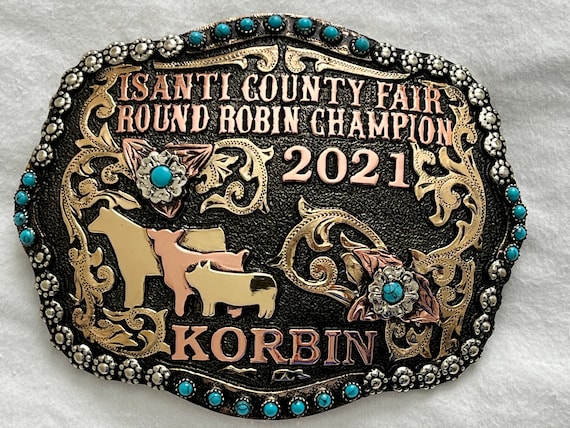 ISANTI COUNTY FAIR
ROUND ROBIN CHAMPION
2021
KORBIN